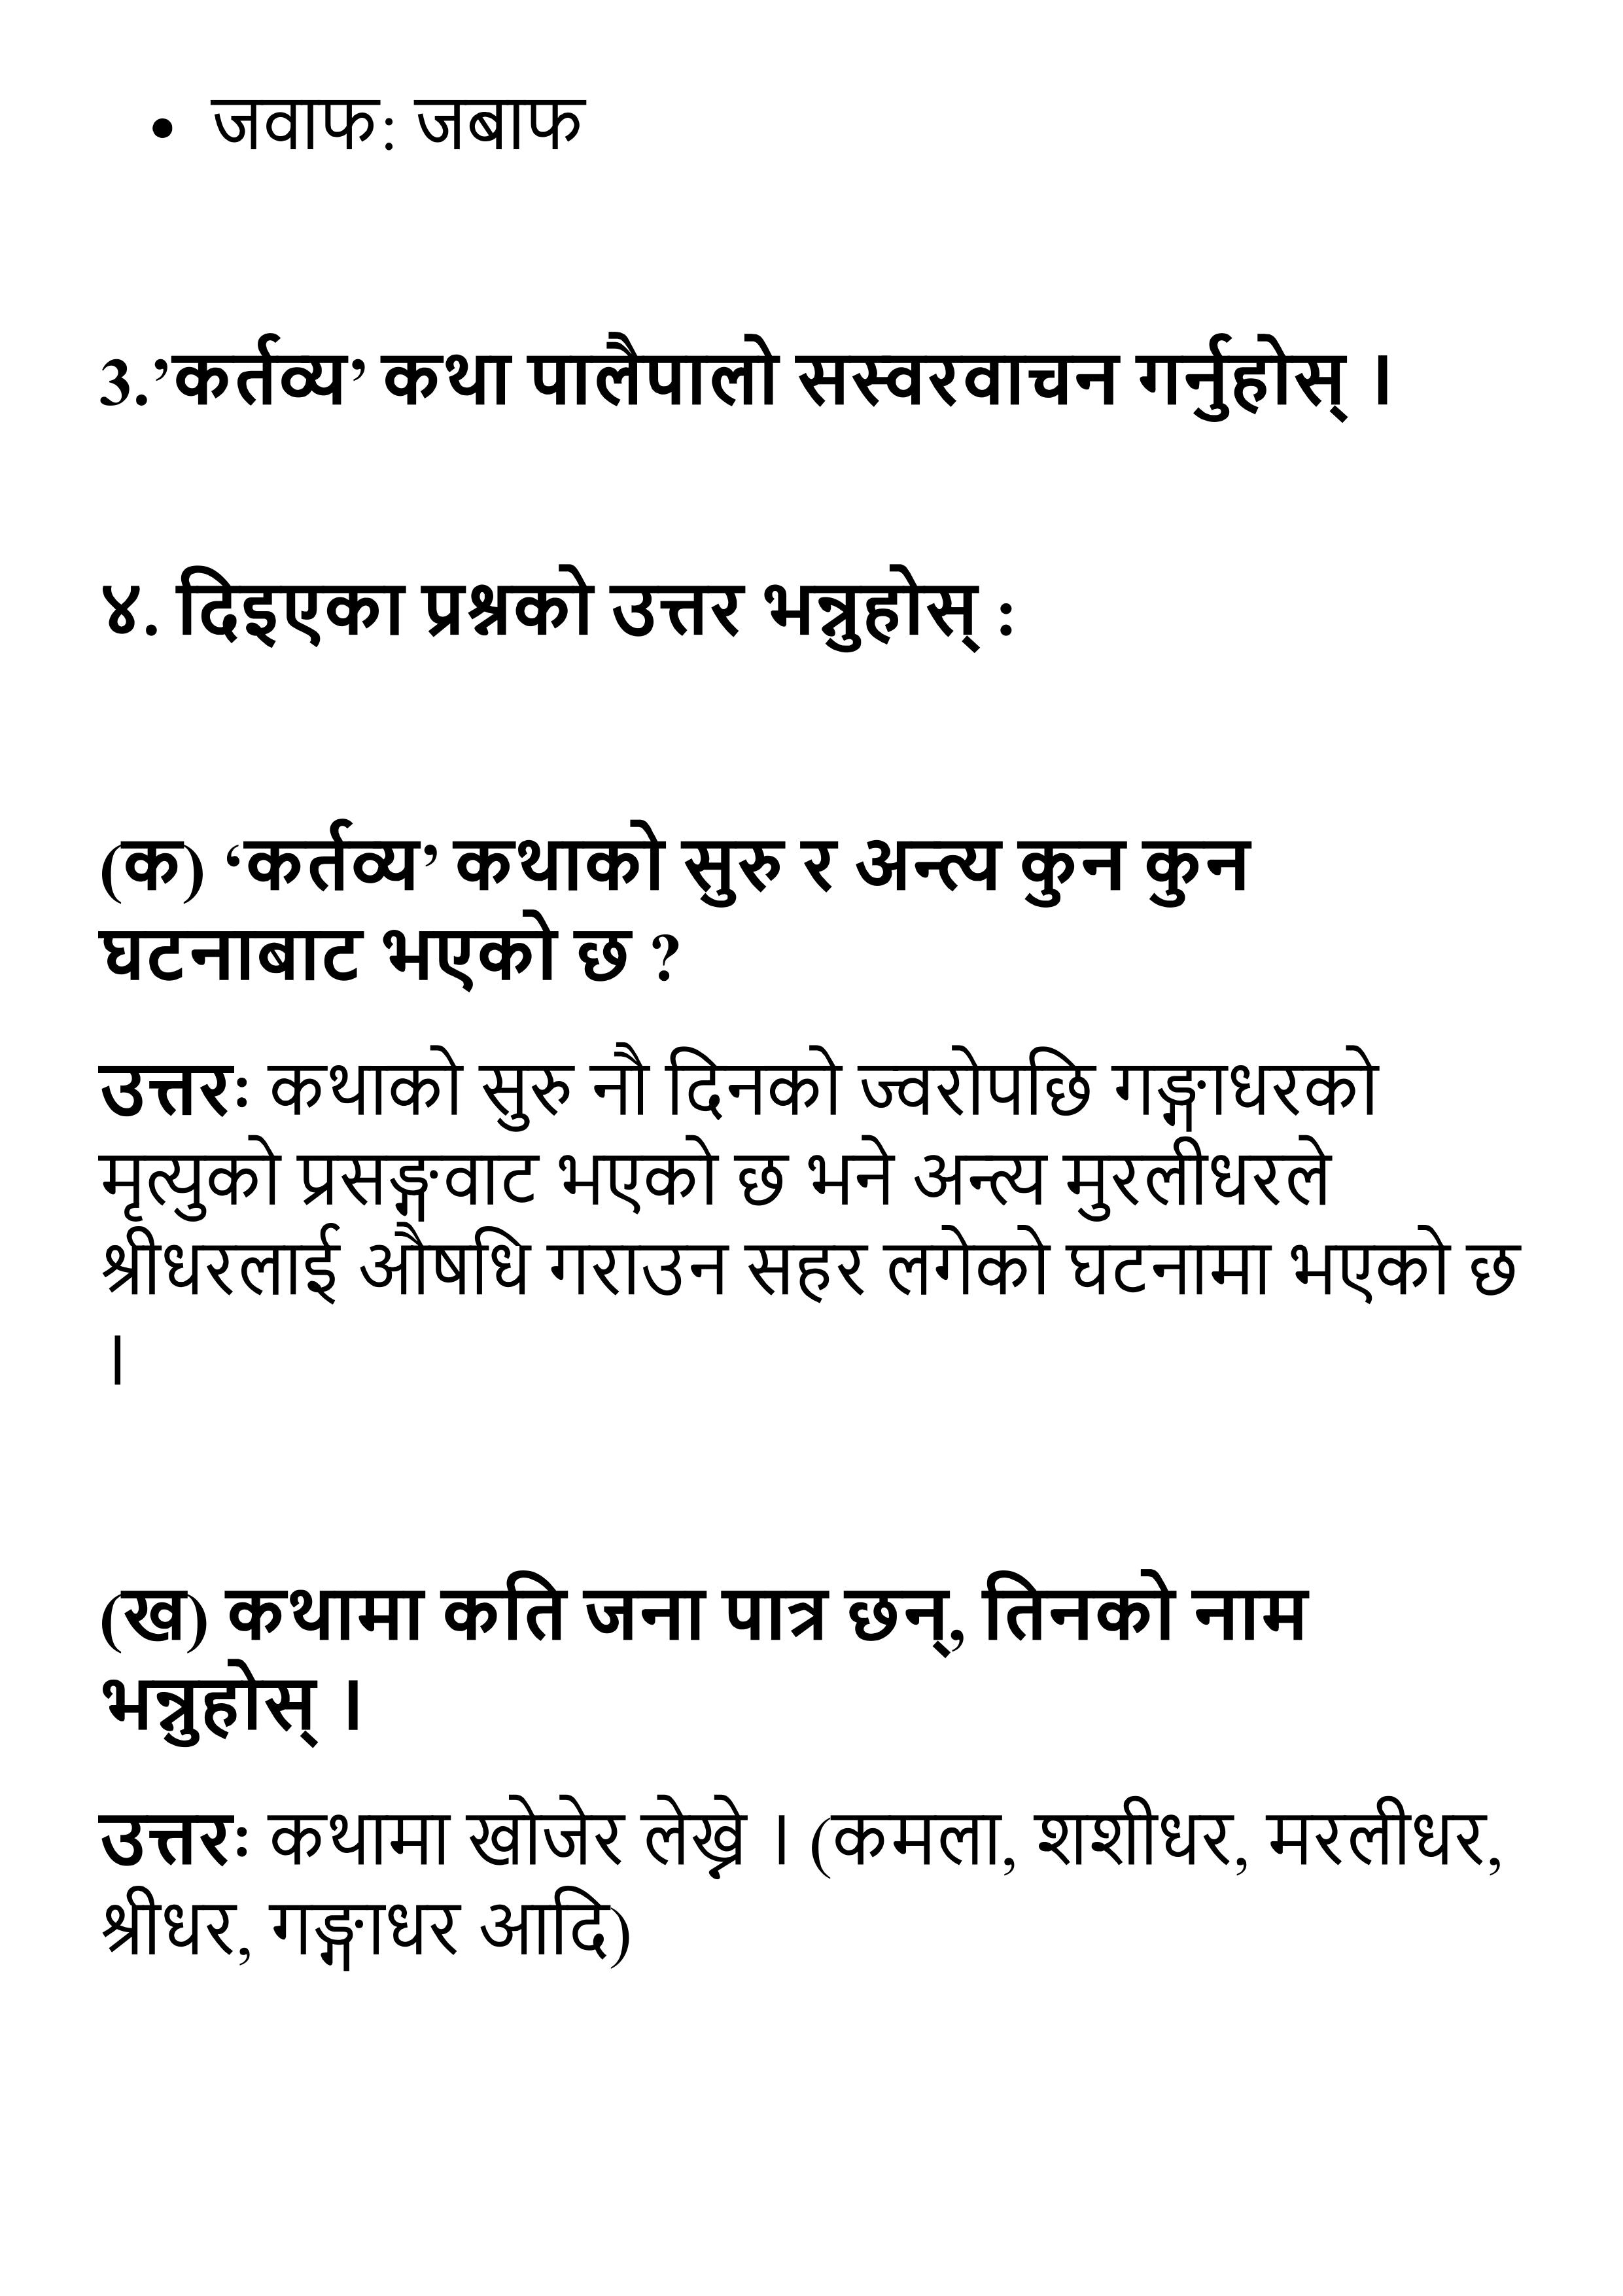 • जवाफ: जबाफ
3.’कर्तव्य’ कथा पालैपालो सस्वरवाचन गर्नुहोस् ।
४. दिइएका प्रश्नको उत्तर भन्नुहोस् :
(क) ‘कर्तव्य’ कथाको सुरु र अन्त्य कुन कुन
घटनाबाट भएको छ ?
उत्तरः कथाको सुरु नौ दिनको ज्वरोपछि गङ्गाधरको
मृत्युको प्रसङ्गवाट भएको छ भने अन्त्य मुरलीधरले
श्रीधरलाई औषधि गराउन सहर लगेको घटनामा भएको छ
।
(ख) कथामा कति जना पात्र छन्, तिनको नाम
भन्नुहोस् ।
उत्तरः कथामा खोजेर लेख्ने । (कमला, शशीधर, मरलीधर,
श्रीधर, गङ्गाधर आदि)